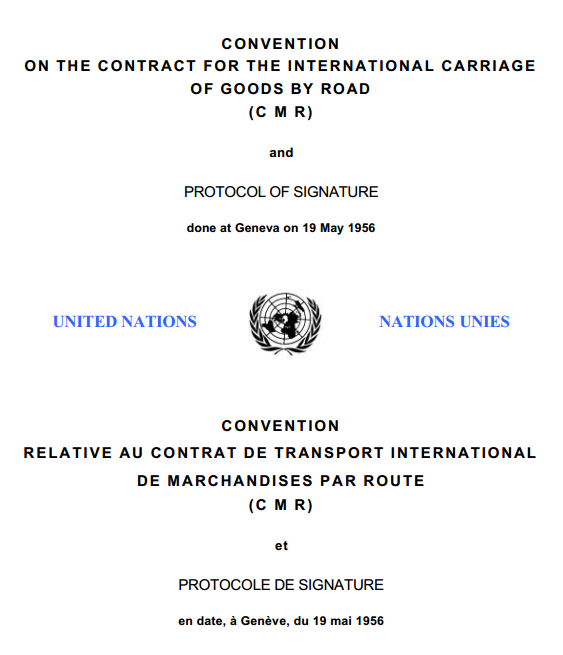 CONVENTION
ON THE CONTRACT FOR THE INTERNATIONAL CARRIAGE
OF GOODS BY ROAD
(C M R)
and
PROTOCOL OF SIGNATURE
done at Geneva on 19 May 1956
UNITED NATIONS
NATIONS UNIES
CONVENTION
RELATIVE AU CONTRAT DE TRANSPORT INTERNATIONAL
DE MARCHANDISES PAR ROUTE
(C M R)
et
PROTOCOLE DE SIGNATURE
en date, à Genève, du 19 mai 1956